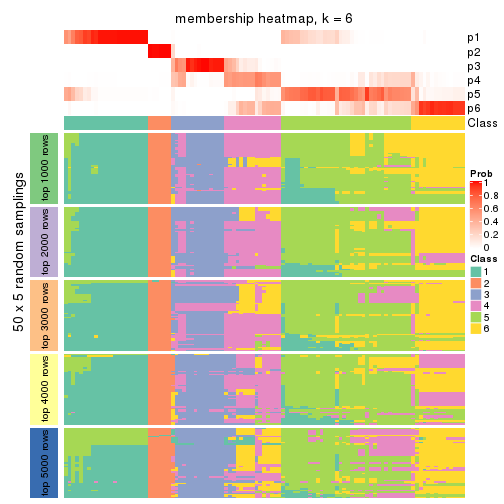 membership heatmap, k = 6
p1
p2
p3
p4
p5
p6
Class
50 x 5 random samplings
top 1000 rows
top 2000 rows
top 3000 rows
top 4000 rows
top 5000 rows
Prob
1
0.8
0.6
0.4
0.2
0
Class
1
2
3
4
5
6